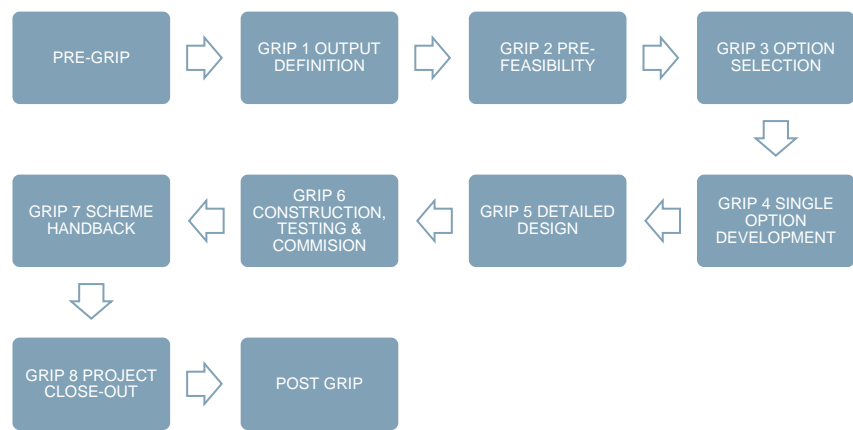 PRE-GRIP
GRIP 1 OUTPUT
DEFINITION
GRIP 2 PRE-
FEASIBILITY
GRIP 3 OPTION
SELECTION
GRIP 4 SINGLE
OPTION
DEVELOPMENT
GRIP 5 DETAILED
DESIGN
GRIP 6
CONSTRUCTION,
TESTING &
COMMISION
GRIP 7 SCHEME
HANDBACK
GRIP 8 PROJECT
CLOSE-OUT
POST GRIP